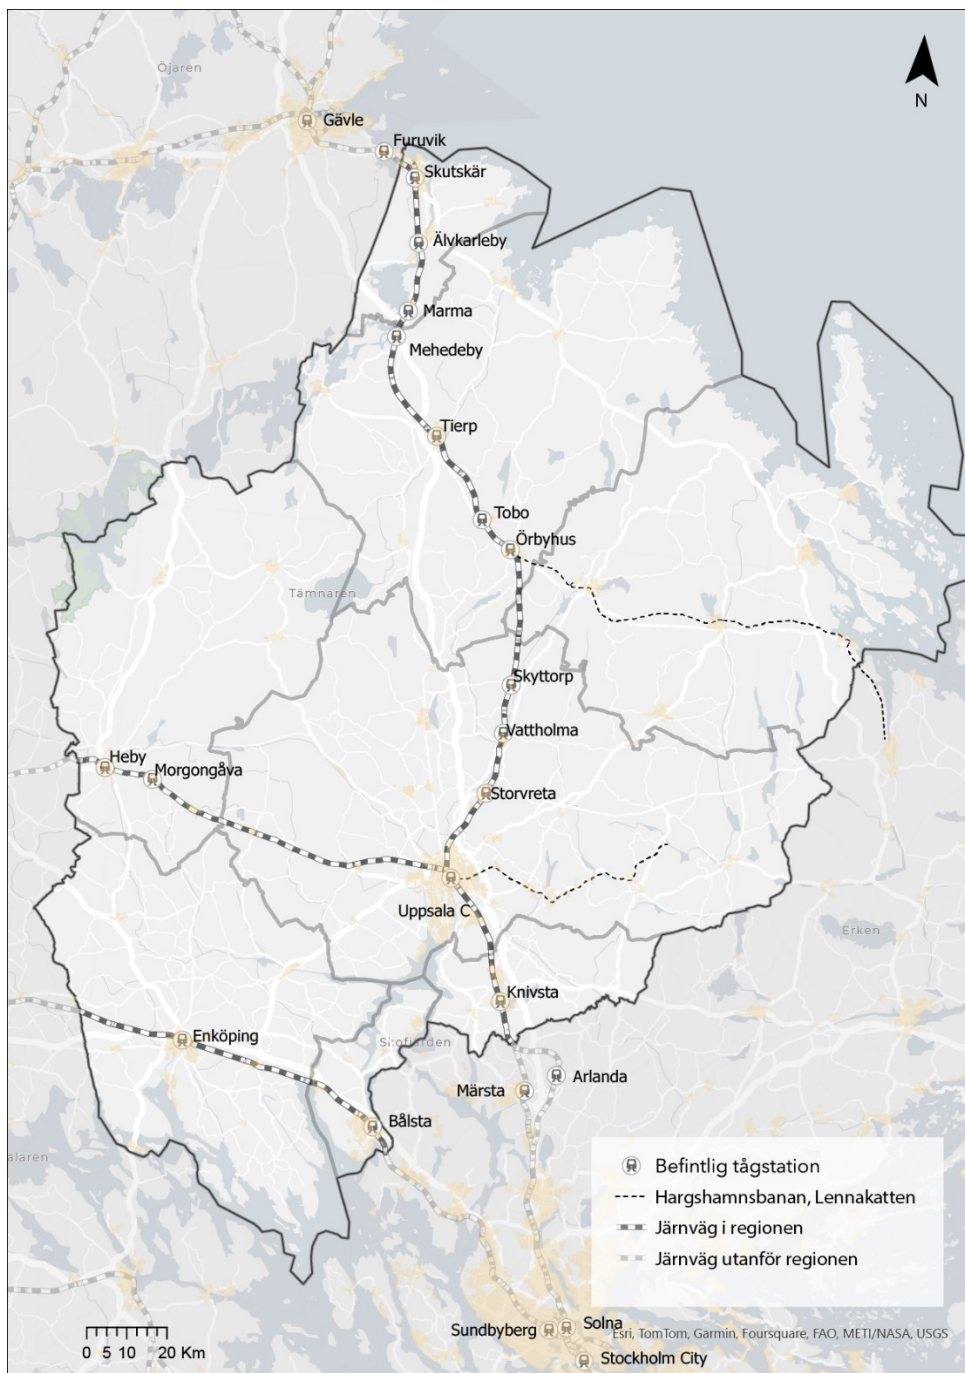 Öjaren
N
Gävle
Furuvik
Skutskär
Älvkarleby
Marma
Mehedeby
Tierp
Tobo
Örbyhus
Tämnaren
Skyttorp
Vattholma
Heby
Morgongåva
Storvreta
Uppsala C
Erken
Knivsta
Enköping
Arlanda
Märsta
Bålsta
alaren
Befintlig tågstation
Hargshamnsbanan, Lennakatten
Järnväg i regionen
Järnväg utanför regionen
Solna
Sundbyberg
Esri, TomTom, Garmin, Foursquare, FAO, METI/NASA, USGS
0 5 10 20 Km
Stockholm City